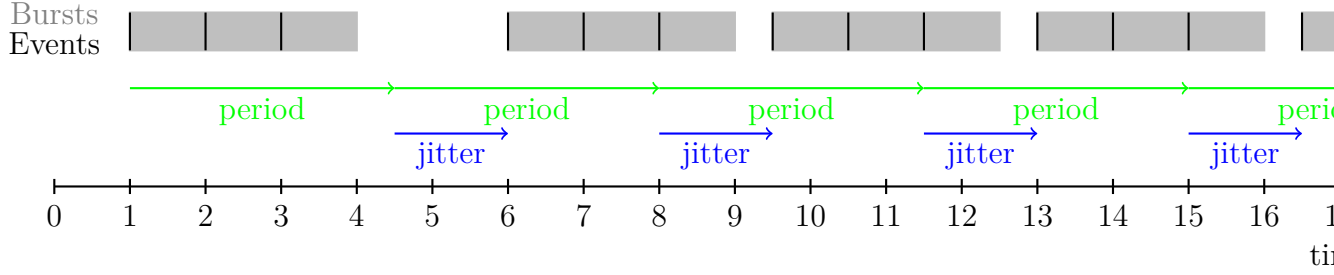 Bursts
Events
period period period period
jitter jitter jitter jitter
0 1 2 3 4 5 6 7 8 9 10 11 12 13 14 15 16